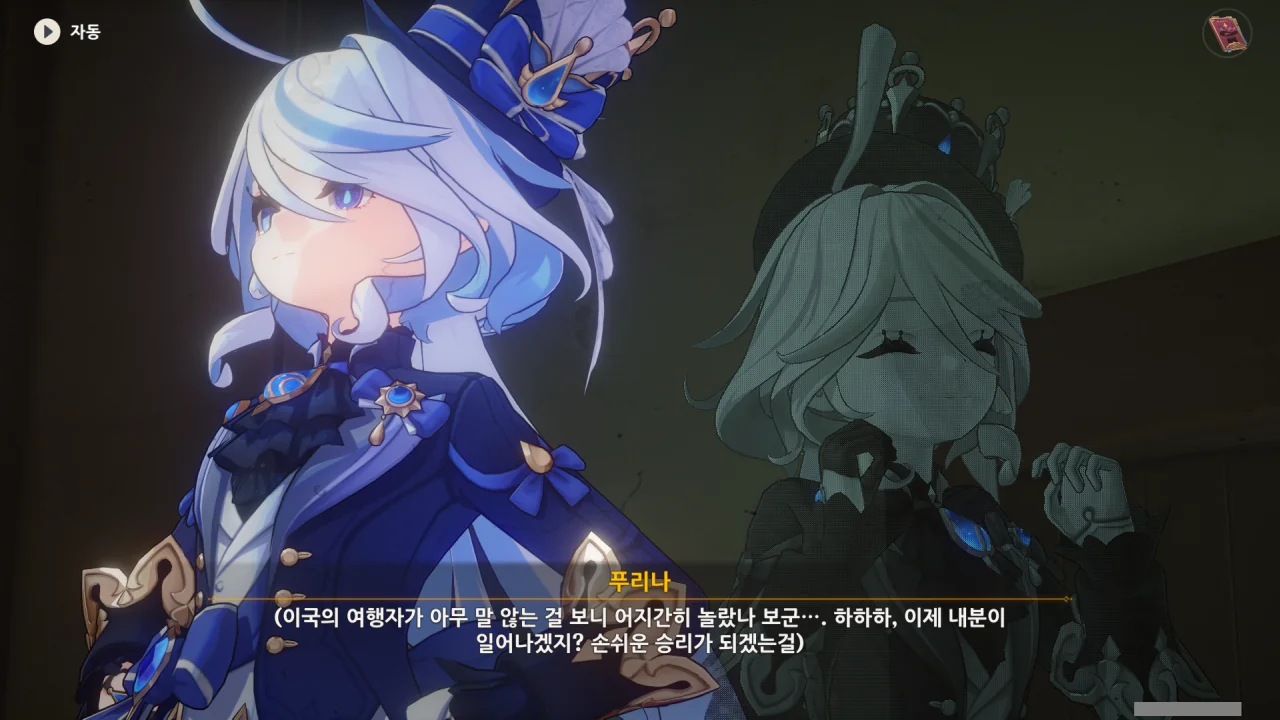 자동
푸리나
(이국의 여행자가 아무 말 않는 걸 보니 어지간히 놀랐나 보군…. 하하하, 이제 내분이
일어나겠지? 손쉬운 승리가 되겠는걸)